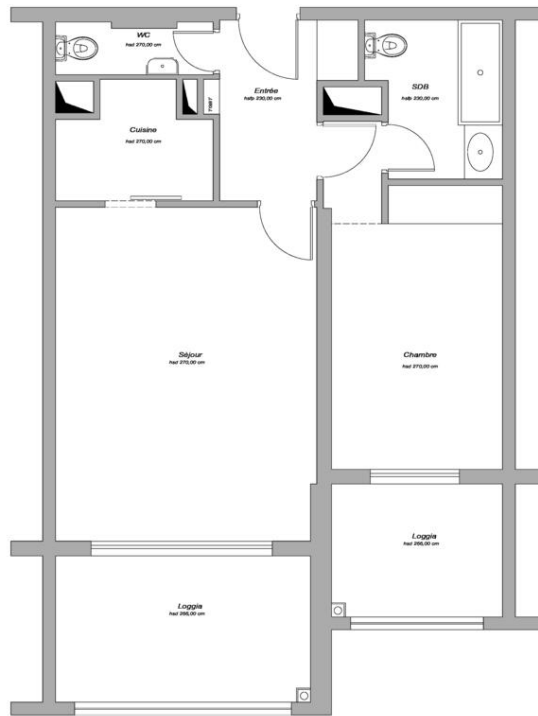 WC
hsd 270,00 cm
Entrée
hsfp 230,00 cm
SDB
hsfp 230,00 cm
Cuisine
hsd 270,00 cm
Séjour
hsd 270,00 cm
Chambre
hsd 270,00 cm
Loggia
hsd 266,00 cm
Loggia
hsd 266,00 cm